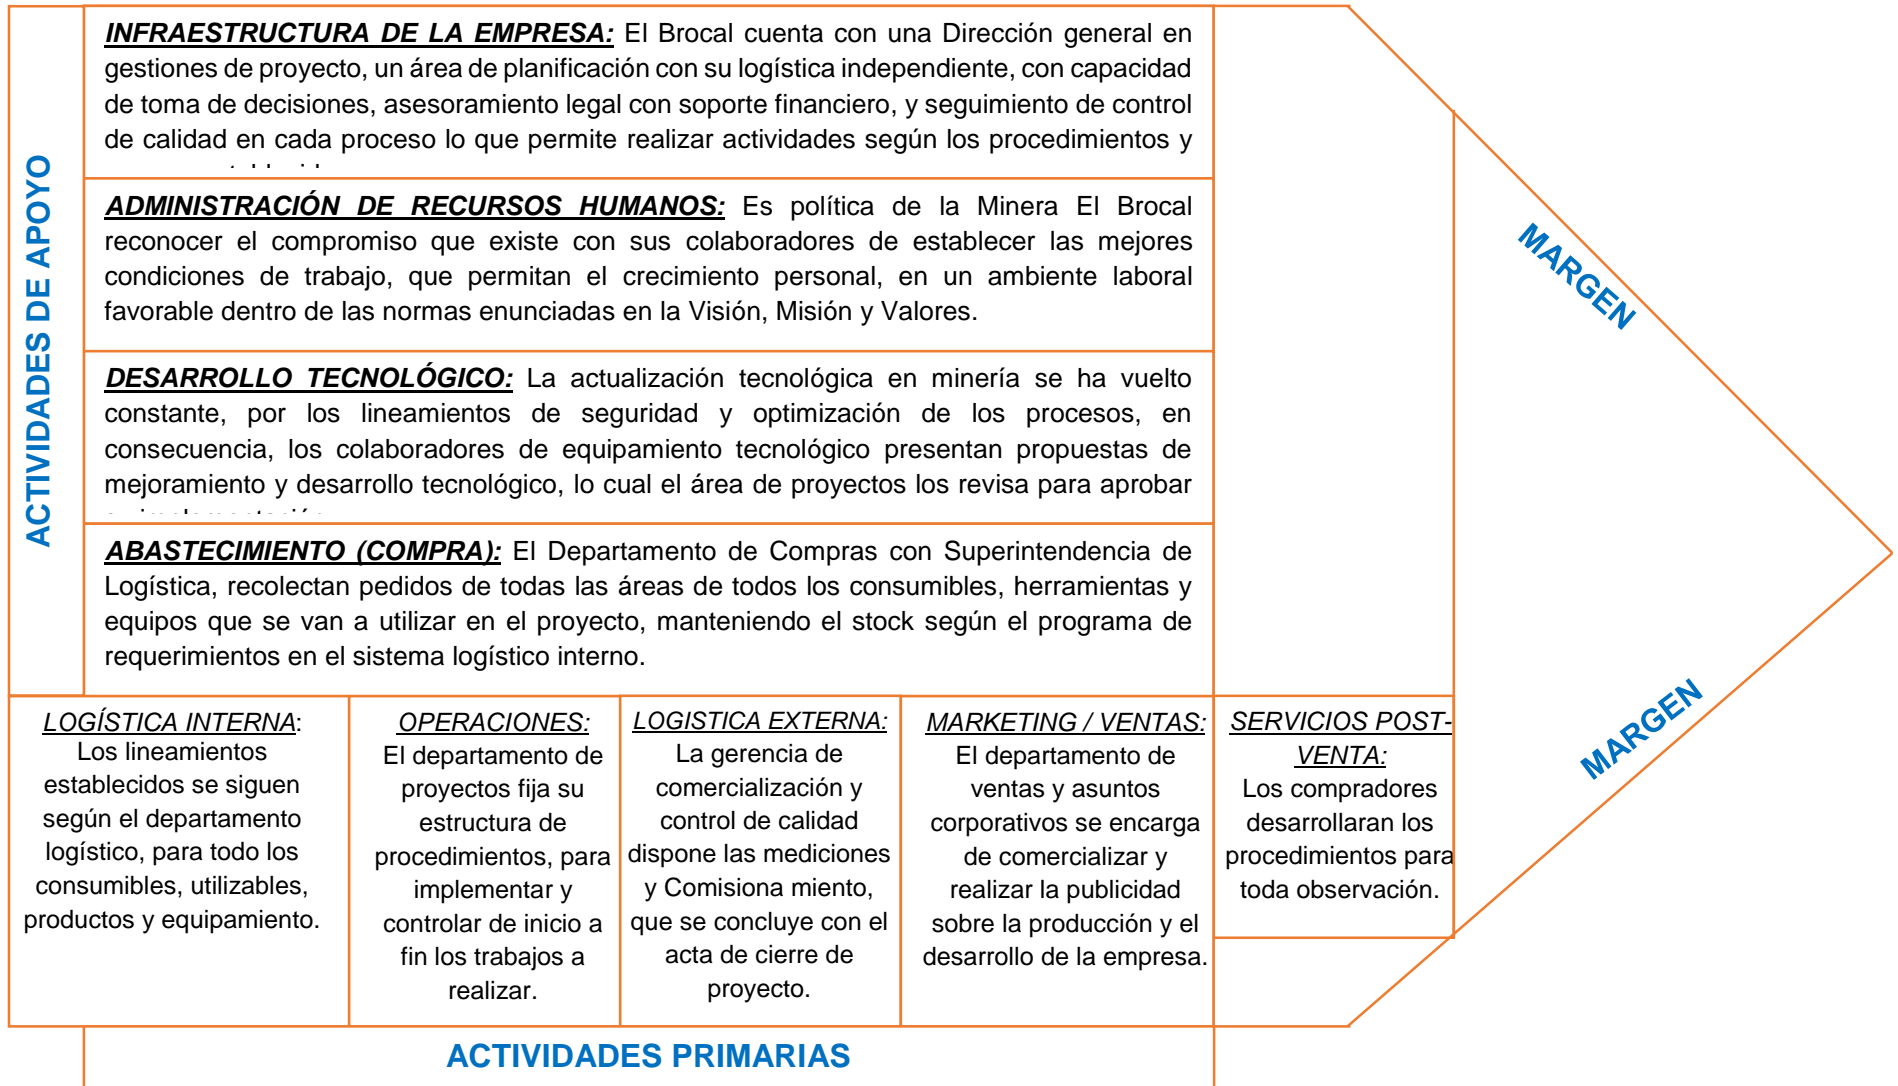 ACTIVIDADES DE APOYO
INFRAESTRUCTURA DE LA EMPRESA: El Brocal cuenta con una Dirección general en
gestiones de proyecto, un área de planificación con su logística independiente, con capacidad
de toma de decisiones, asesoramiento legal con soporte financiero, y seguimiento de control
de calidad en cada proceso lo que permite realizar actividades según los procedimientos y
ADMINISTRACIÓN DE RECURSOS HUMANOS: Es política de la Minera El Brocal
reconocer el compromiso que existe con sus colaboradores de establecer las mejores
condiciones de trabajo, que permitan el crecimiento personal, en un ambiente laboral
favorable dentro de las normas enunciadas en la Visión, Misión y Valores.
DESARROLLO TECNOLÓGICO: La actualización tecnológica en minería se ha vuelto
constante, por los lineamientos de seguridad y optimización de los procesos, en
consecuencia, los colaboradores de equipamiento tecnológico presentan propuestas de
mejoramiento y desarrollo tecnológico, lo cual el área de proyectos los revisa para aprobar
ABASTECIMIENTO (COMPRA): El Departamento de Compras con Superintendencia de
Logística, recolectan pedidos de todas las áreas de todos los consumibles, herramientas y
equipos que se van a utilizar en el proyecto, manteniendo el stock según el programa de
requerimientos en el sistema logístico interno.
MARGEN
MARGEN
LOGÍSTICA INTERNA:
Los lineamientos
establecidos se siguen
según el departamento
logístico, para todo los
consumibles, utilizables,
productos y equipamiento.
OPERACIONES:
El departamento de
proyectos fija su
estructura de
procedimientos, para
implementar y
controlar de inicio a
fin los trabajos a
realizar.
LOGISTICA EXTERNA:
La gerencia de
comercialización y
control de calidad
dispone las mediciones
y Comisiona miento,
que se concluye con el
acta de cierre de
proyecto.
MARKETING / VENTAS:
El departamento de
ventas y asuntos
corporativos se encarga
de comercializar y
realizar la publicidad
sobre la producción y el
desarrollo de la empresa.
SERVICIOS POST-
VENTA:
Los compradores
desarrollaran los
procedimientos para
toda observación.
ACTIVIDADES PRIMARIAS